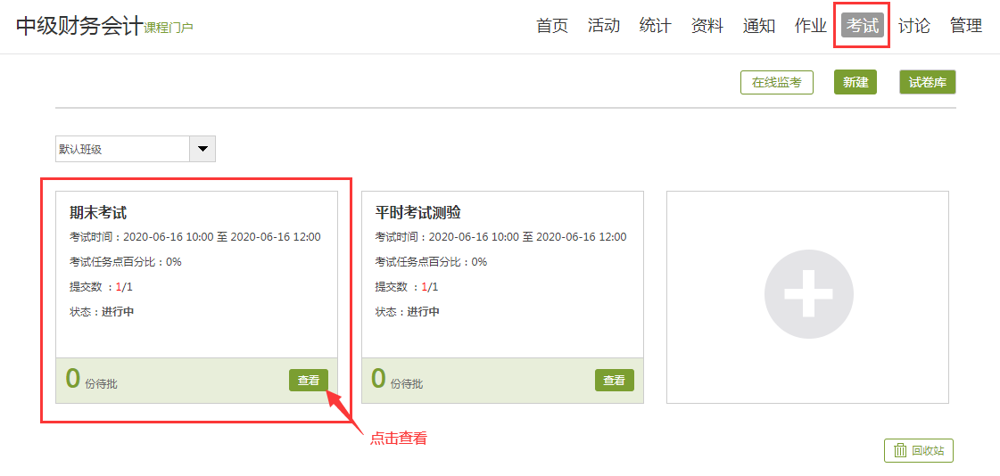 中级财务会计课程门户
首页 活动 统计 资料 通知 作业 考试 讨论 管理
在线监考 新建 试卷库
默认班级
期末考试
考试时间：2020-06-16 10:00 至 2020-06-16 12:00
考试任务点百分比：0%
提交数 ：1/1
状态：进行中
0 份待批 查看
平时考试测验
考试时间：2020-06-16 10:00 至 2020-06-16 12:00
考试任务点百分比：0%
提交数 ：1/1
状态：进行中
0 份待批 查看
点击查看
回收站